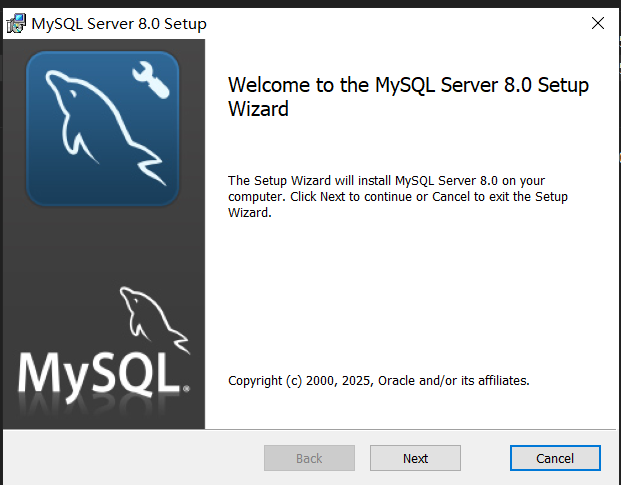 MySQL Server 8.0 Setup
Welcome to the MySQL Server 8.0 Setup
Wizard
The Setup Wizard will install MySQL Server 8.0 on your
computer. Click Next to continue or Cancel to exit the Setup
Wizard.
MySQL®
Copyright (c) 2000, 2025, Oracle and/or its affiliates.
Back
Next
Cancel